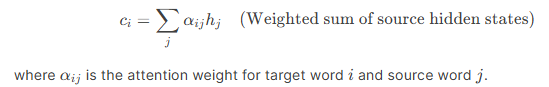 c_i = \sum_j \alpha_{ij} h_j (Weighted sum of source hidden states)
where \alpha_{ij} is the attention weight for target word i and source word j.